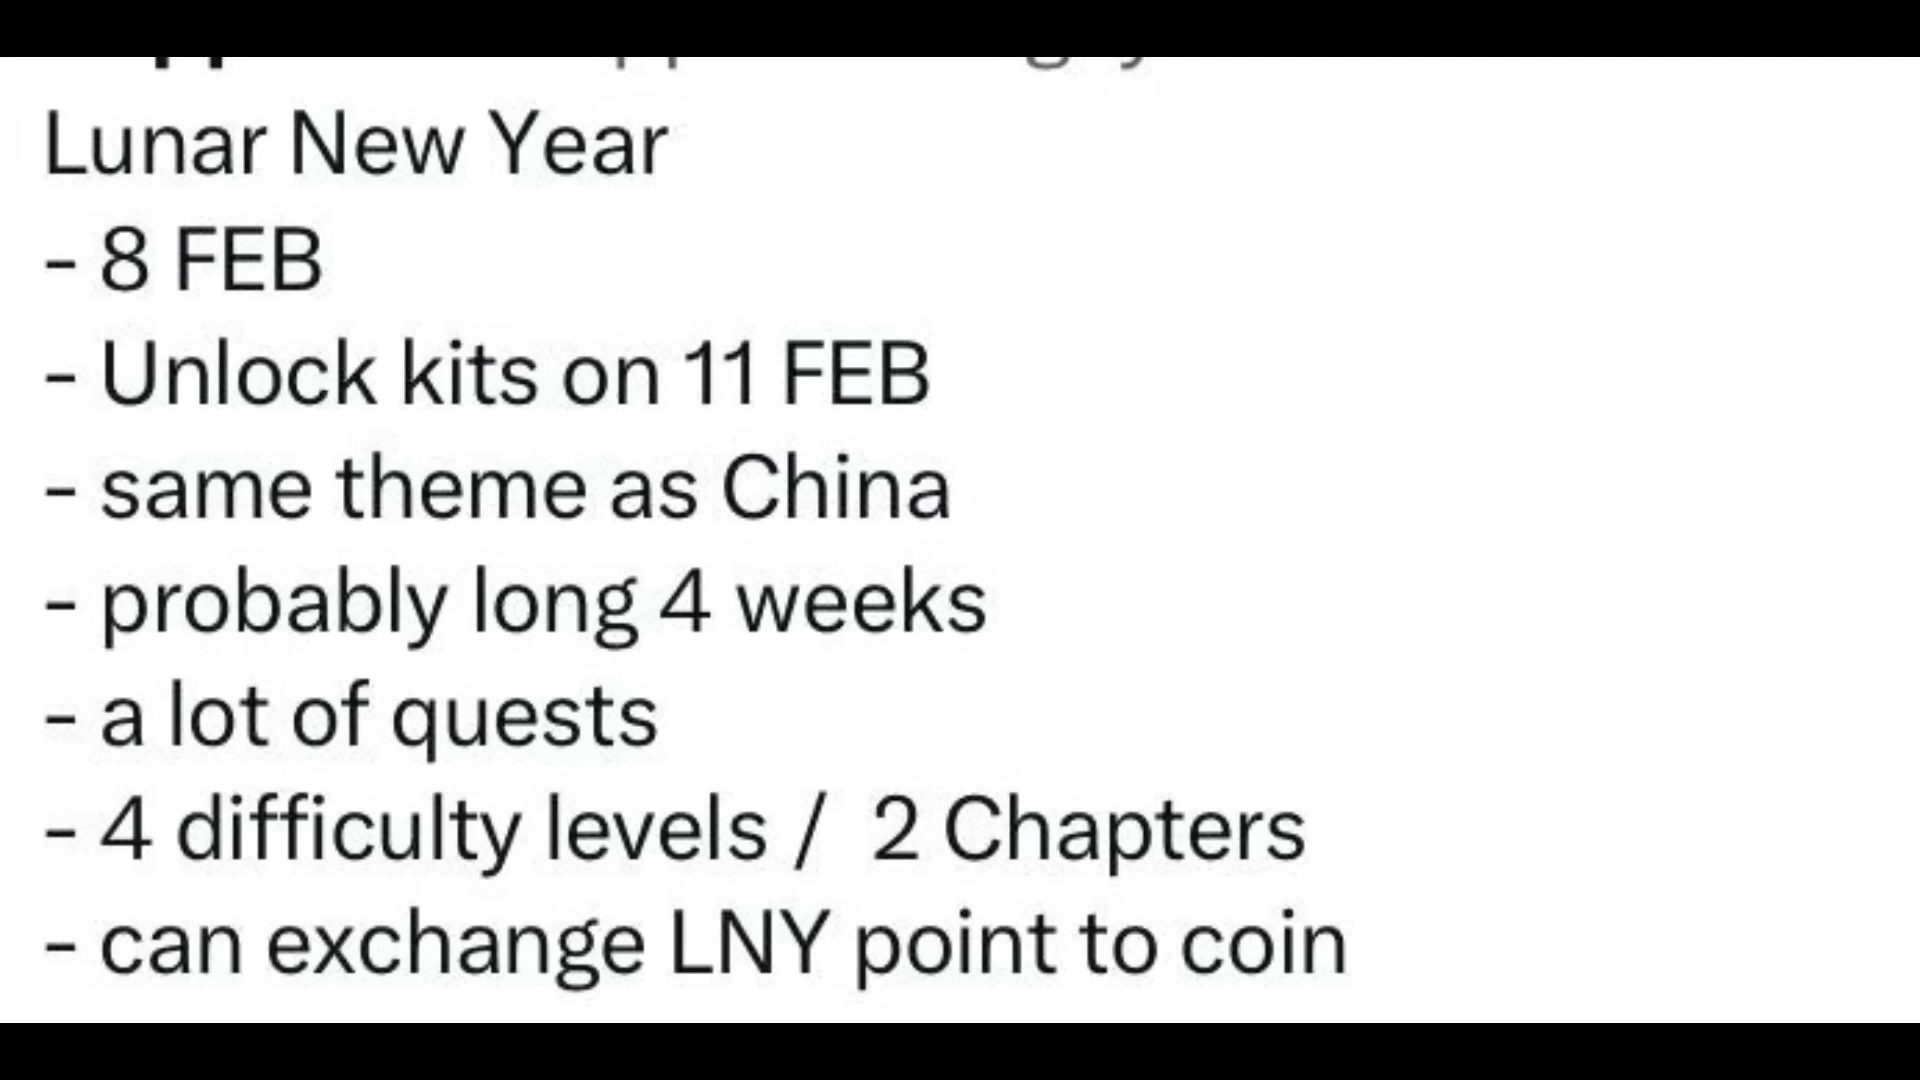 Lunar New Year
- 8 FEB
- Unlock kits on 11 FEB
- same theme as China
- probably long 4 weeks
- a lot of quests
- 4 difficulty levels /  2 Chapters
- can exchange LNY point to coin